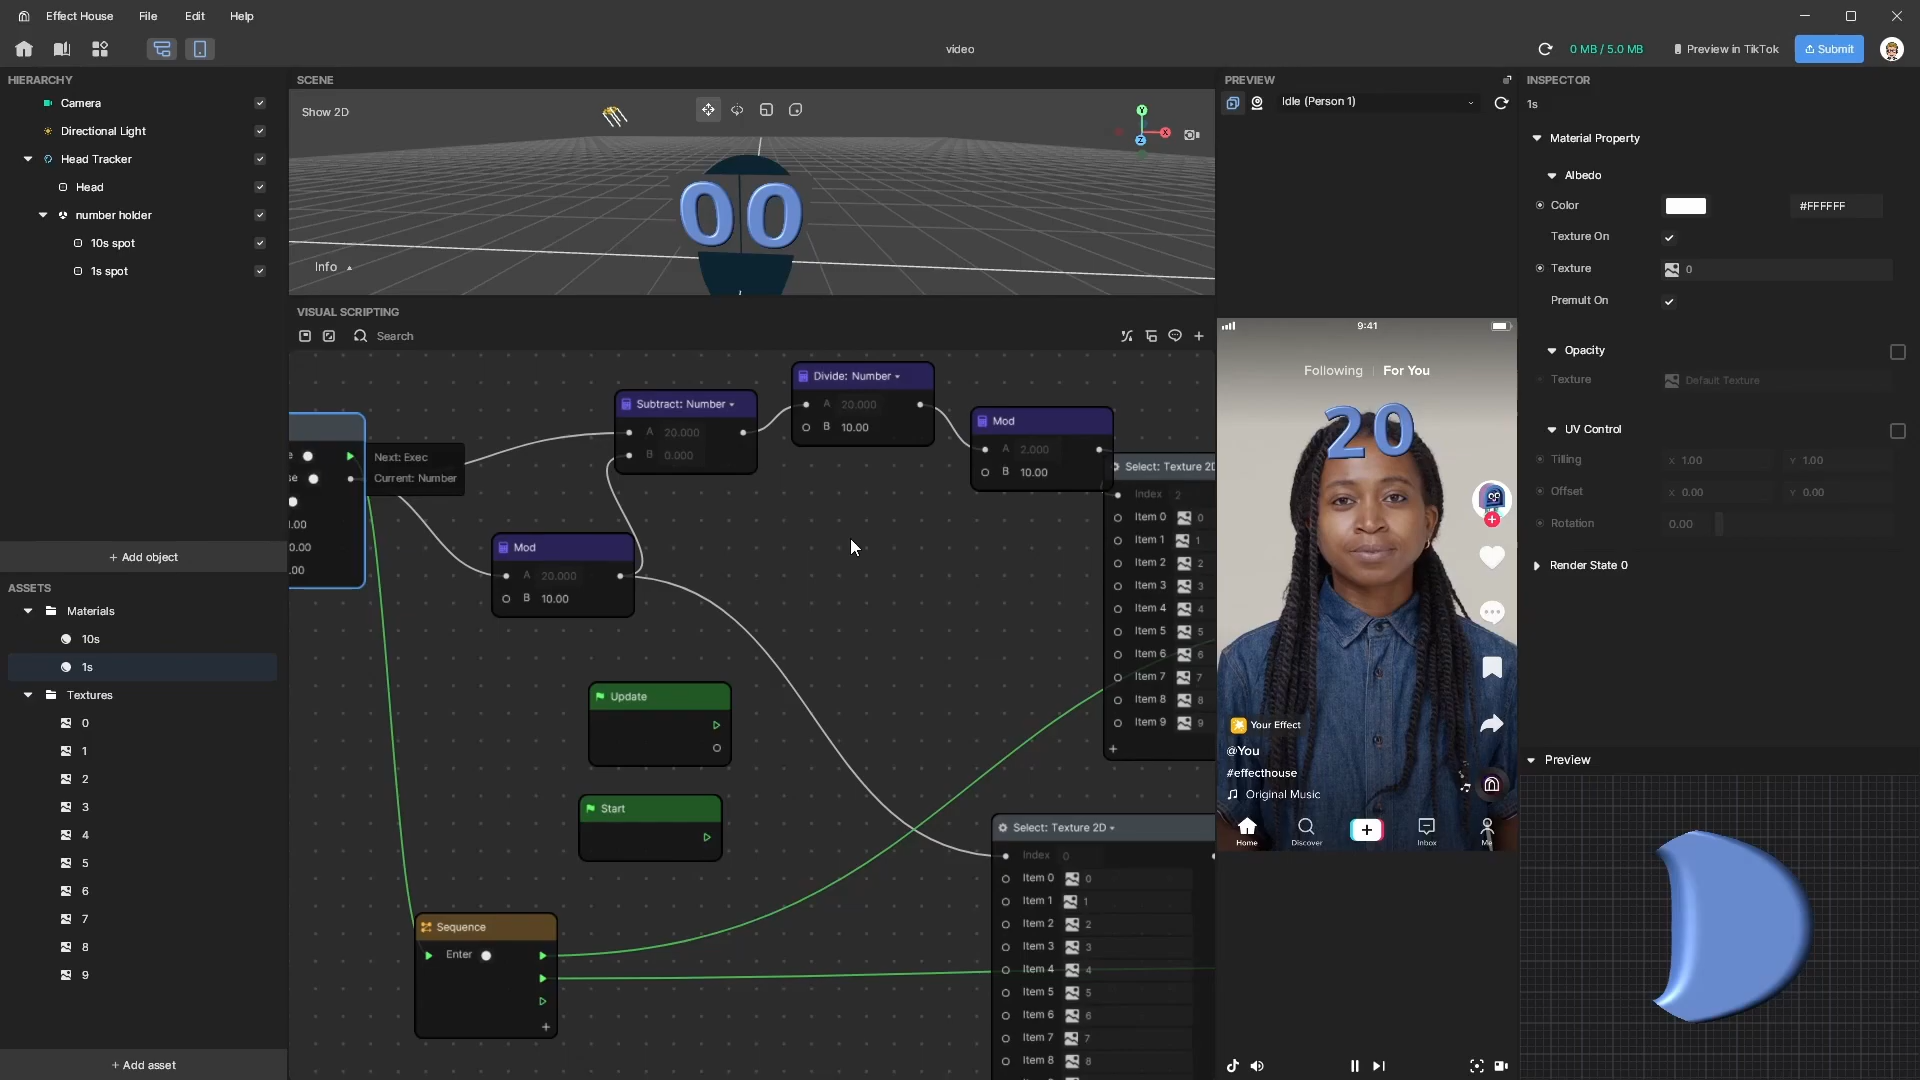 Effect House File Edit Help
video
0 MB / 5.0 MB Preview in TikTok Submit
HIERARCHY
Camera
Directional Light
Head Tracker
Head
number holder
10s spot
1s spot
+ Add object
ASSETS
Materials
10s
1s
Textures
0
1
2
3
4
5
6
7
8
9
+ Add asset
SCENE
Show 2D
Y
X
Z
00
Info
VISUAL SCRIPTING
Search
Next: Exec
Current: Number
Subtract: Number
A 20.000
B 0.000
Divide: Number
A 20.000
B 10.00
Mod
A 2.000
B 10.00
Mod
A 20.000
B 10.00
Update
Start
Sequence
Enter
Select: Texture 2D
Index 2
Item 0 0
Item 1 1
Item 2 2
Item 3 3
Item 4 4
Item 5 5
Item 6 6
Item 7 7
Item 8 8
Item 9 9
+
Select: Texture 2D
Index 0
Item 0 0
Item 1 1
Item 2 2
Item 3 3
Item 4 4
Item 5 5
Item 6 6
Item 7 7
Item 8 8
PREVIEW
Idle (Person 1)
9:41
Following For You
20
Your Effect
@You
#effecthouse
Original Music
Home Discover Inbox Me
INSPECTOR
1s
Material Property
Albedo
Color #FFFFFF
Texture On
Texture 0
Premult On
Opacity
Texture Default Texture
UV Control
Tilling X 1.00 Y 1.00
Offset X 0.00 Y 0.00
Rotation 0.00
Render State 0
Preview